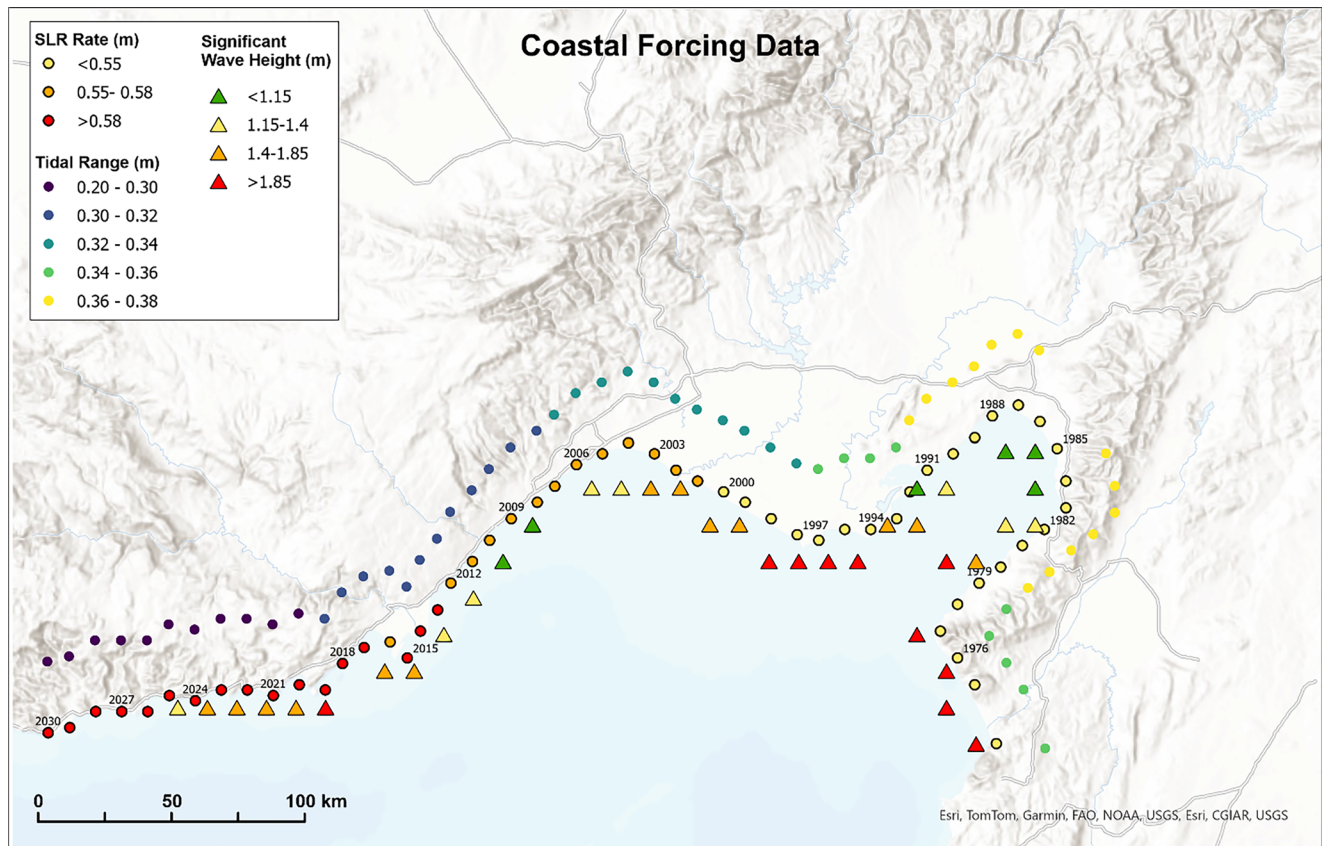 Coastal Forcing Data
SLR Rate (m)
<0.55
0.55- 0.58
>0.58
Tidal Range (m)
0.20 - 0.30
0.30 - 0.32
0.32 - 0.34
0.34 - 0.36
0.36 - 0.38
Significant
Wave Height (m)
<1.15
1.15-1.4
1.4-1.85
>1.85
1988
1985
2003
2006
1991
2000
2009
1994
1982
1997
1979
2012
2015
2018
1976
2024
2021
2027
2030
0 50 100 km
Esri, TomTom, Garmin, FAO, NOAA, USGS, Esri, CGIAR, USGS